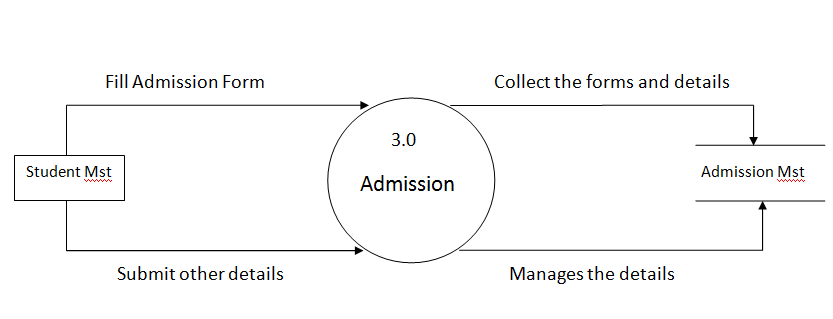 Fill Admission Form
Collect the forms and details
3.0
Student Mst
Admission
Admission Mst
Submit other details
Manages the details